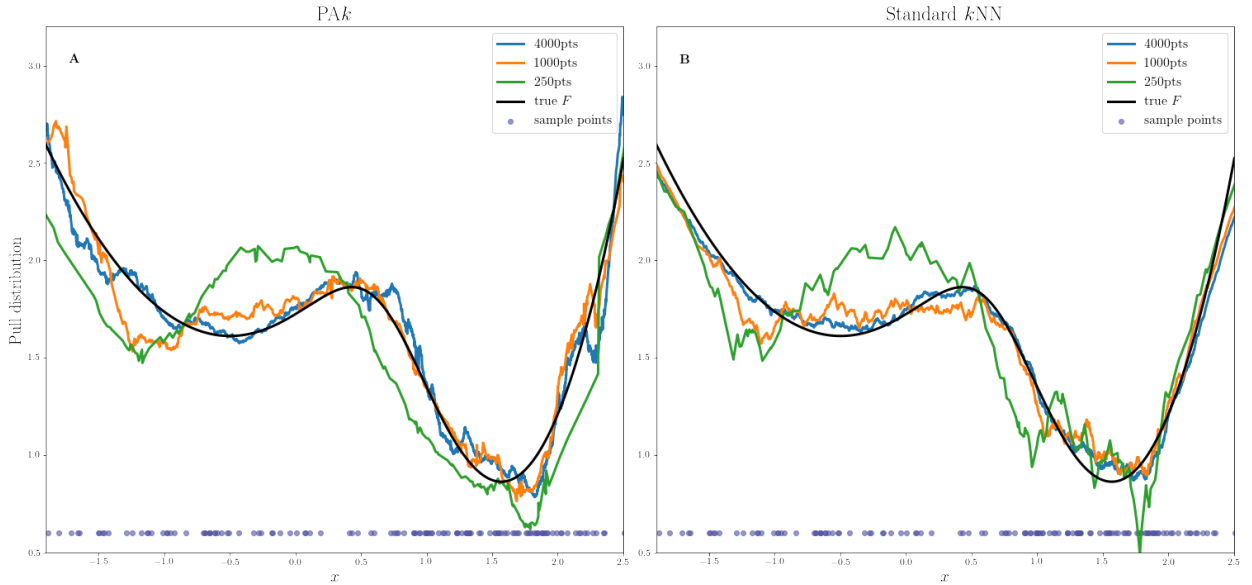 PAk
Standard kNN
A
4000pts
1000pts
250pts
true F
sample points
B
4000pts
1000pts
250pts
true F
sample points
Pull distribution
3.0
2.5
2.0
1.5
1.0
0.5
3.0
2.5
2.0
1.5
1.0
0.5
−1.5 −1.0 −0.5 0.0 0.5 1.0 1.5 2.0 2.5
−1.5 −1.0 −0.5 0.0 0.5 1.0 1.5 2.0 2.5
x
x